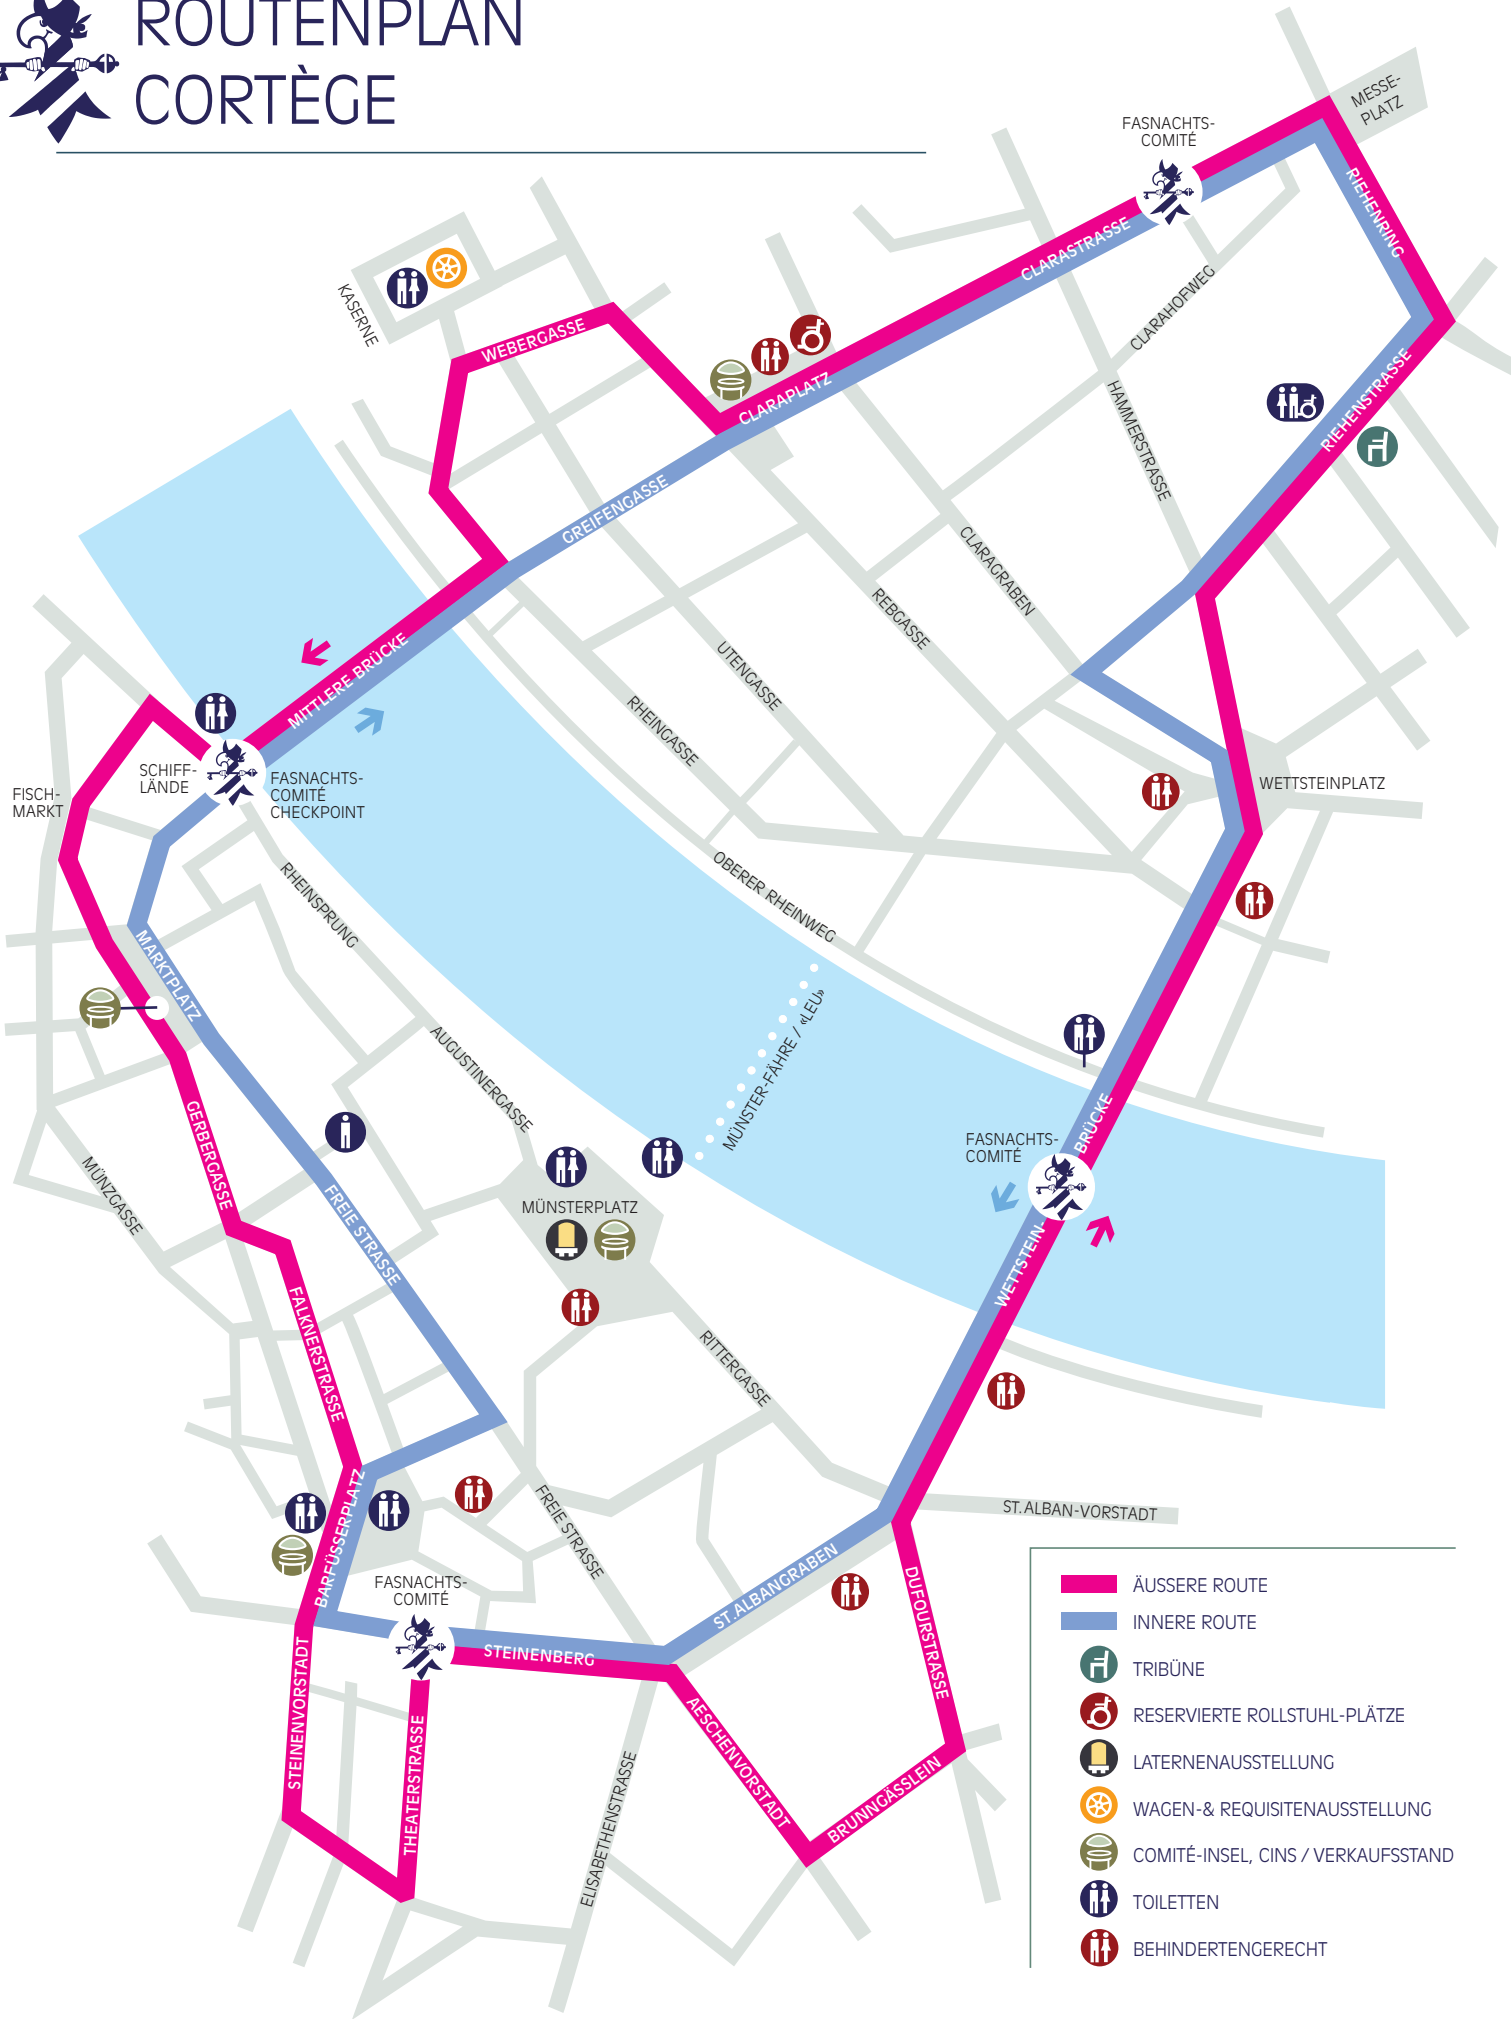 ROUTENPLAN
CORTÈGE
MESSE-
PLATZ
FASNACHTS-
COMITÉ
RIEHENRING
CLARASTRASSE
CLARAHOFWEG
KASERNE
WEBERGASSE
CLARAPLATZ
HAMMERSTRASSE
RIEHENSTRASSE
GREIFENGASSE
CLARAGRABEN
REBGASSE
UTENGASSE
RHEINGASSE
MITTLERE BRÜCKE
SCHIFF-
LÄNDE
FASNACHTS-
COMITÉ
CHECKPOINT
FISCH-
MARKT
WETTSTEINPLATZ
OBERER RHEINWEG
RHEINSPRUNG
MARKTPLATZ
MÜNSTER-FÄHRE / «LEU»
AUGUSTINERGASSE
GERBERGASSE
MÜNZGASSE
FREIE STRASSE
MÜNSTERPLATZ
FASNACHTS-
COMITÉ
WETTSTEIN-
BRÜCKE
FALKNERSTRASSE
RITTERGASSE
BARFÜSSERPLATZ
FREIE STRASSE
ST.ALBAN-VORSTADT
ST.ALBANGRABEN
DUFOURSTRASSE
FASNACHTS-
COMITÉ
STEINENBERG
STEINENVORSTADT
THEATERSTRASSE
AESCHENVORSTADT
BRUNNGÄSSLEIN
ELISABETHENSTRASSE
ÄUSSERE ROUTE
INNERE ROUTE
TRIBÜNE
RESERVIERTE ROLLSTUHL-PLÄTZE
LATERNENAUSSTELLUNG
WAGEN-& REQUISITENAUSSTELLUNG
COMITÉ-INSEL, CINS / VERKAUFSSTAND
TOILETTEN
BEHINDERTENGERECHT